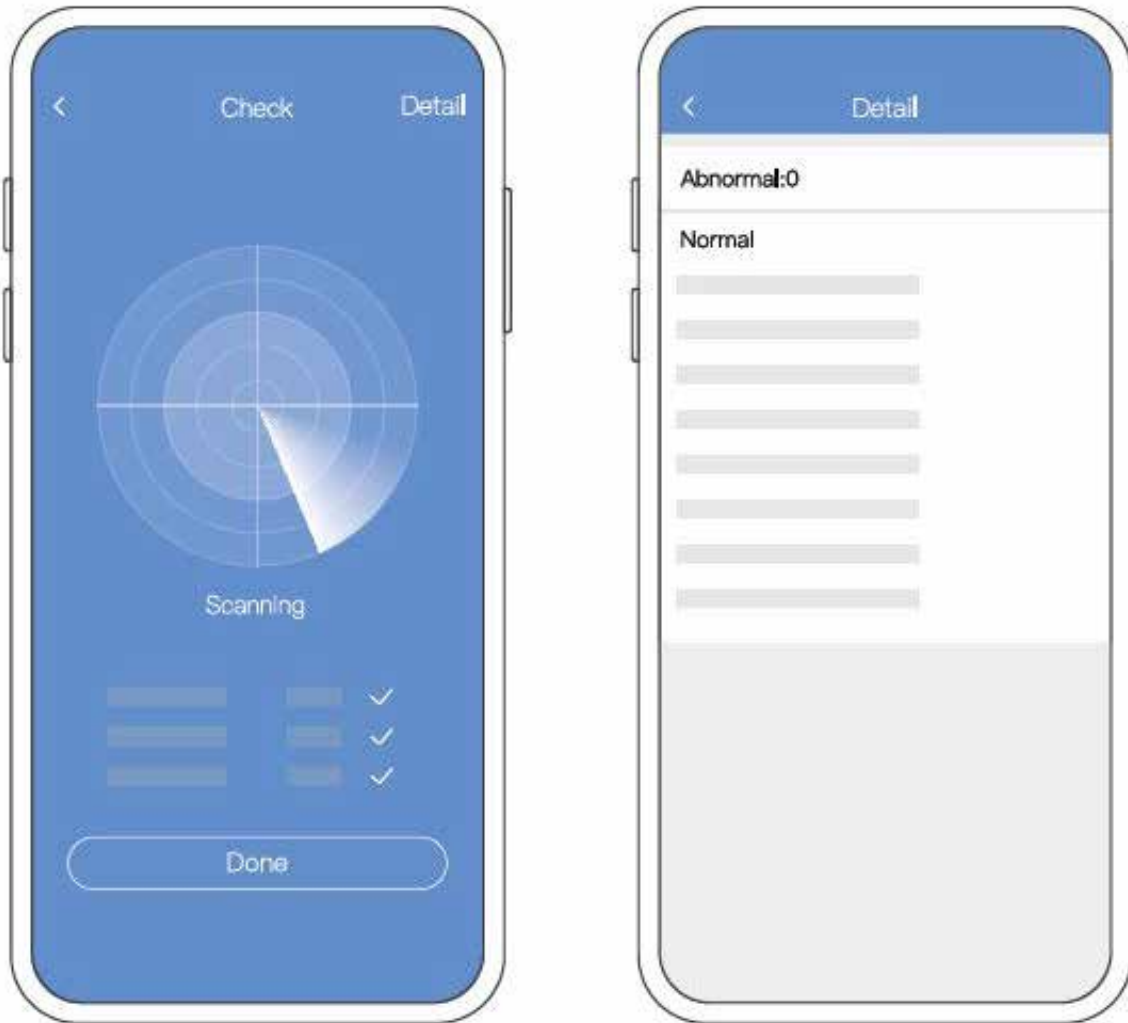 Check Detail
Scanning
Done
Detail
Abnormal:0
Normal